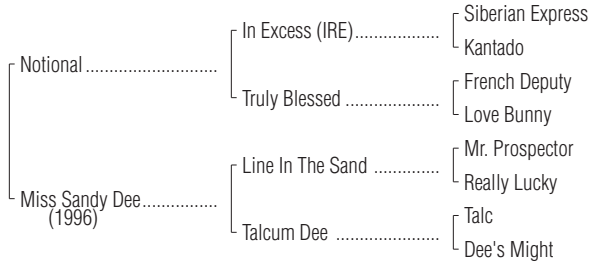 Siberian Express
In Excess (IRE)..................
Kantado
Notional ............................
French Deputy
Truly Blessed ....................
Love Bunny
Mr. Prospector
Line In The Sand ..............
Really Lucky
Miss Sandy Dee................
(1996)
Talc
Talcum Dee ......................
Dee's Might